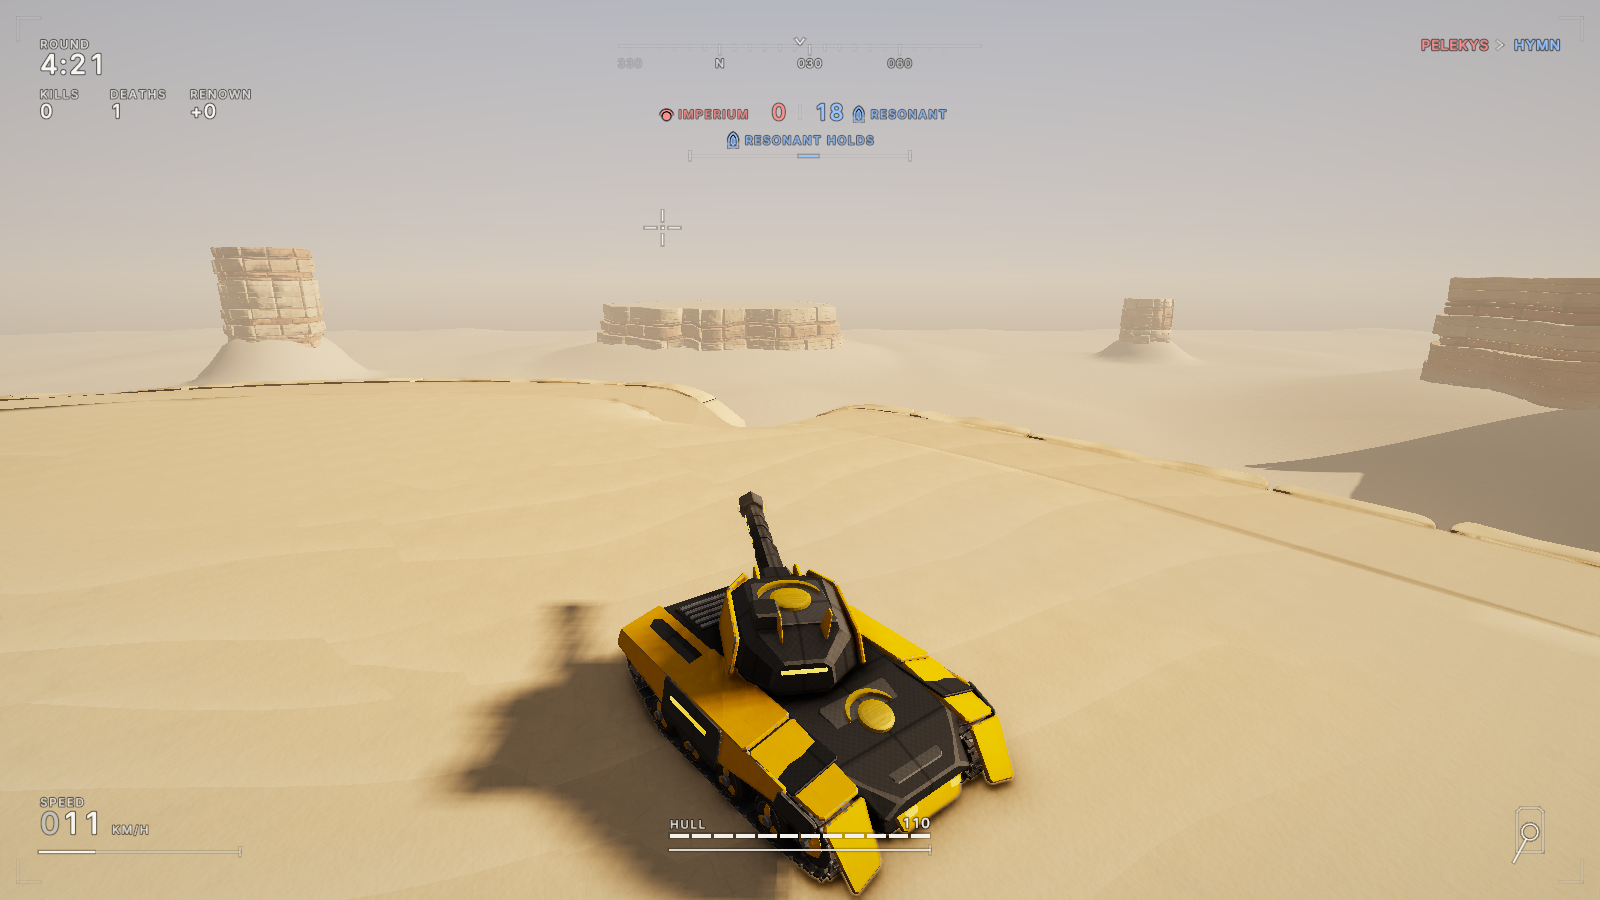 ROUND
4:21
KILLS DEATHS RENOWN
0 1 +0
330 N 030 060
IMPERIUM 0 18 RESONANT
RESONANT HOLDS
PELEKYS > HYMN
SPEED
011 KM/H
HULL 110